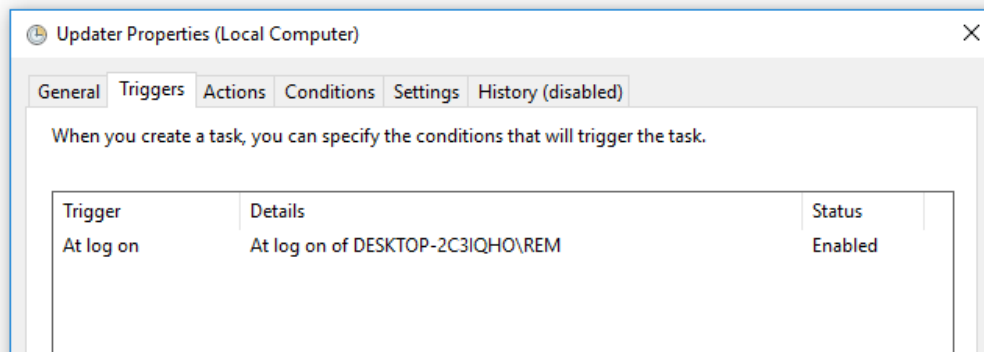 Updater Properties (Local Computer)
General Triggers Actions Conditions Settings History (disabled)
When you create a task, you can specify the conditions that will trigger the task.
Trigger Details Status
At log on At log on of DESKTOP-2C3IQHO\REM Enabled